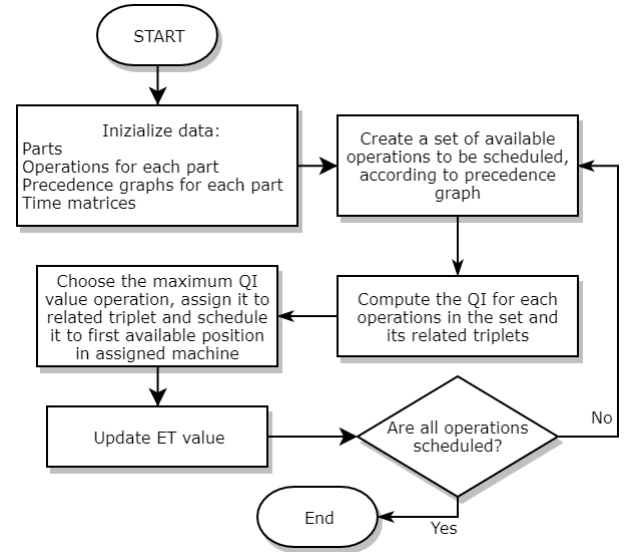 START
Inizialize data:
Parts
Operations for each part
Precedence graphs for each part
Time matrices
Create a set of available
operations to be scheduled,
according to precedence
graph
Compute the QI for each
operations in the set and
its related triplets
Choose the maximum QI
value operation, assign it to
related triplet and schedule
it to first available position
in assigned machine
Update ET value
Are all operations
scheduled?
No
Yes
End